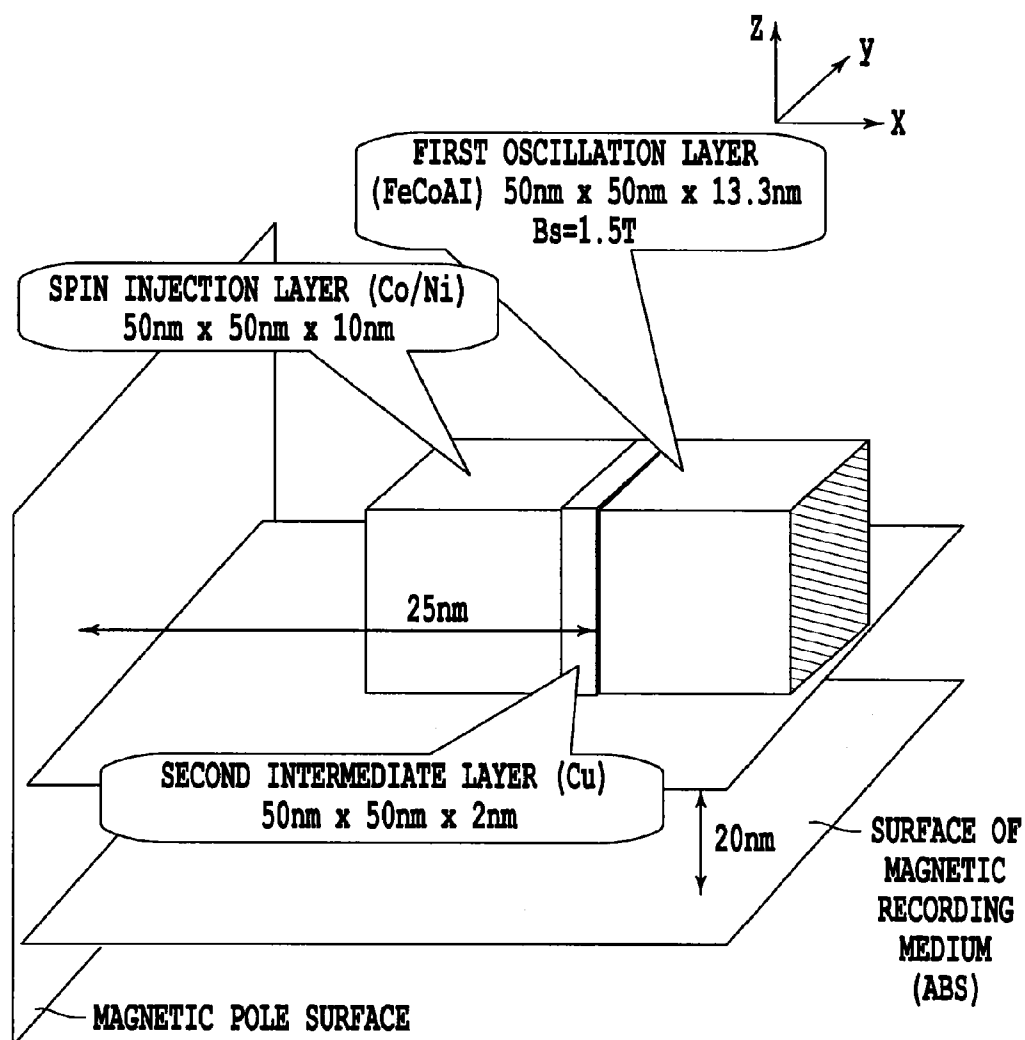 Z
y
X
FIRST OSCILLATION LAYER
(FeCoAl) 50nm x 50nm x 13.3nm
Bs=1.5T
SPIN INJECTION LAYER (Co/Ni)
50nm x 50nm x 10nm
25nm
SECOND INTERMEDIATE LAYER (Cu)
50nm x 50nm x 2nm
20nm
SURFACE OF
MAGNETIC
RECORDING
MEDIUM
(ABS)
MAGNETIC POLE SURFACE